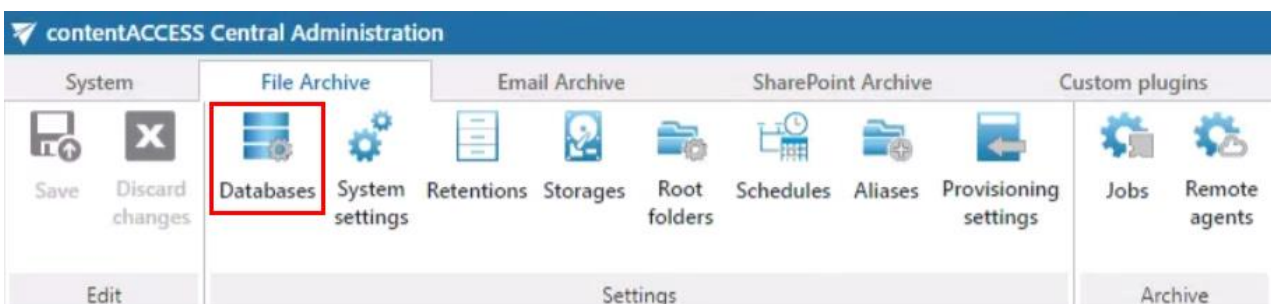 contentACCESS Central Administration
System File Archive Email Archive SharePoint Archive Custom plugins
Save Discard changes Databases System settings Retentions Storages Root folders Schedules Aliases Provisioning settings Jobs Remote agents
Edit Settings Archive